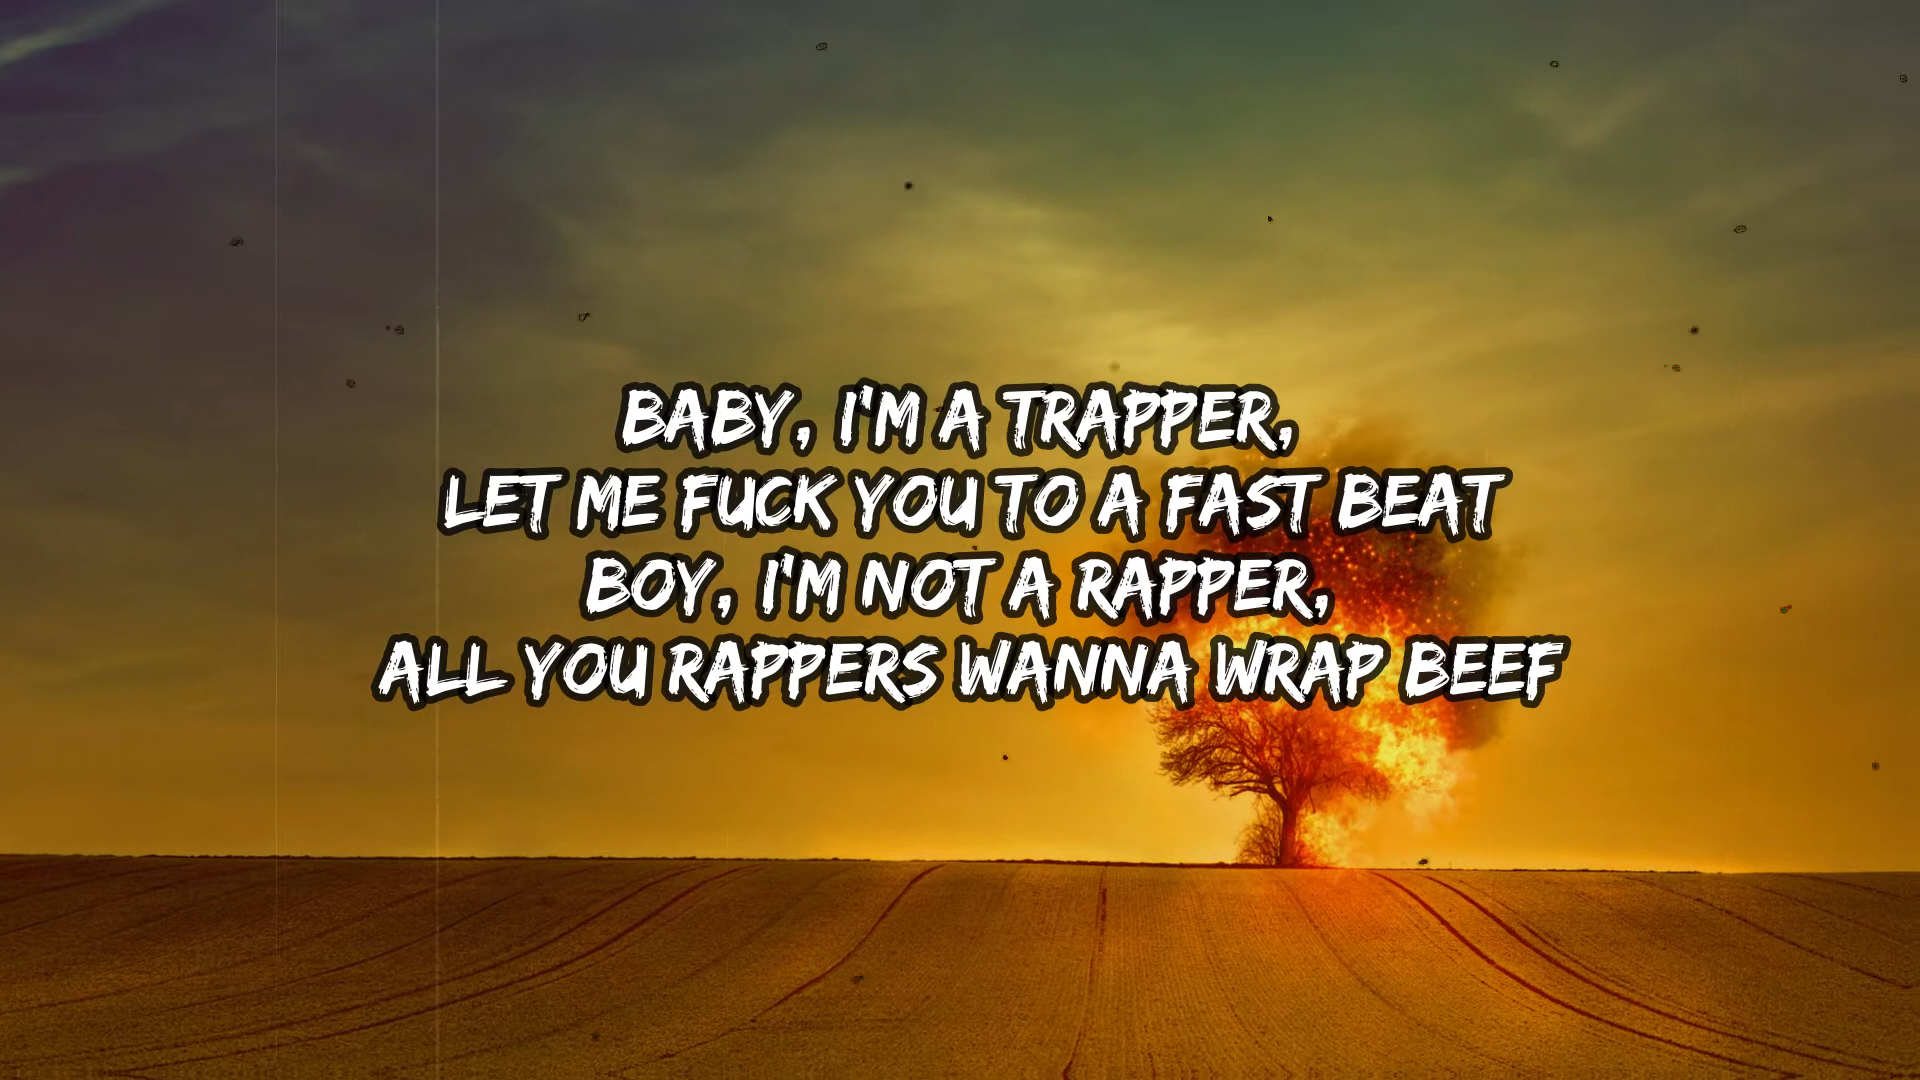 BABY, I'M A TRAPPER,
LET ME FUCK YOU TO A FAST BEAT
BOY, I'M NOT A RAPPER,
ALL YOU RAPPERS WANNA WRAP BEEF